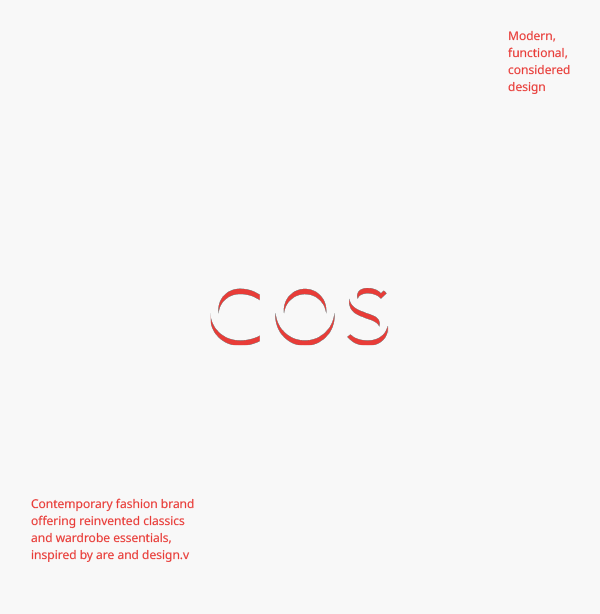 Modern,
functional,
considered
design
COS
Contemporary fashion brand
offering reinvented classics
and wardrobe essentials,
inspired by are and design.v